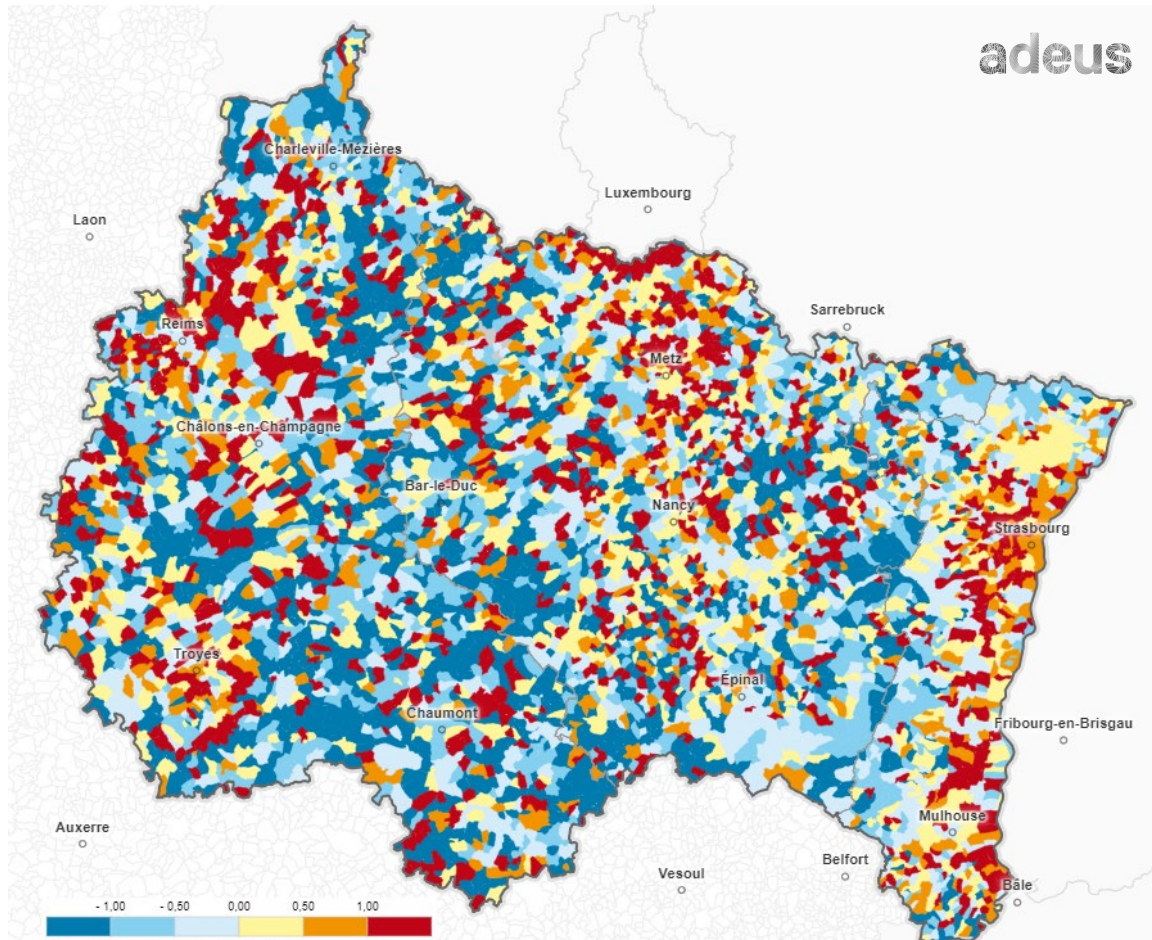 adeus
Charleville-Mézières
Luxembourg
Laon
Sarrebruck
Reims
Metz
Châlons-en-Champagne
Bar-le-Duc
Nancy
Strasbourg
Troyes
Épinal
Chaumont
Fribourg-en-Brisgau
Mulhouse
Auxerre
Belfort
Vesoul
Bâle
- 1,00 - 0,50 0,00 0,50 1,00